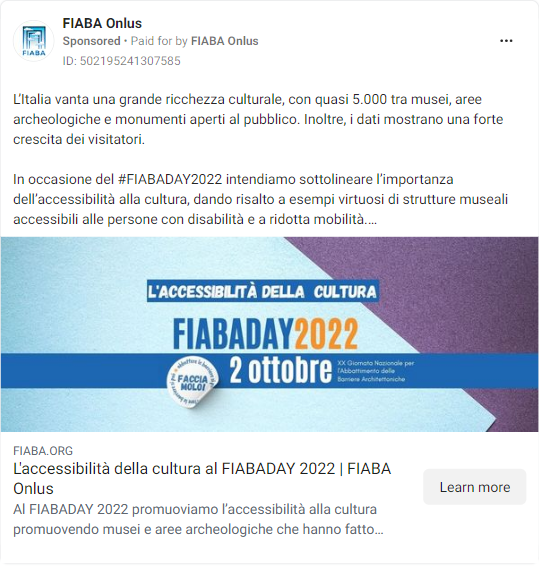 FIABA Onlus
Sponsored • Paid for by FIABA Onlus
ID: 502195241307585
FIABA
L'Italia vanta una grande ricchezza culturale, con quasi 5.000 tra musei, aree
archeologiche e monumenti aperti al pubblico. Inoltre, i dati mostrano una forte
crescita dei visitatori.
In occasione del #FIABADAY2022 intendiamo sottolineare l'importanza
dell'accessibilità alla cultura, dando risalto a esempi virtuosi di strutture museali
accessibili alle persone con disabilità e a ridotta mobilità....
L'ACCESSIBILITÀ DELLA CULTURA
FIABADAY2022
2 ottobre
XX Giornata Nazionale per
l'Abbattimento delle
Barriere Architettoniche
FACCIA
MOLO!
FIABA.ORG
L'accessibilità della cultura al FIABADAY 2022 | FIABA
Onlus
Al FIABADAY 2022 promuoviamo l'accessibilità alla cultura
promuovendo musei e aree archeologiche che hanno fatto...
Learn more